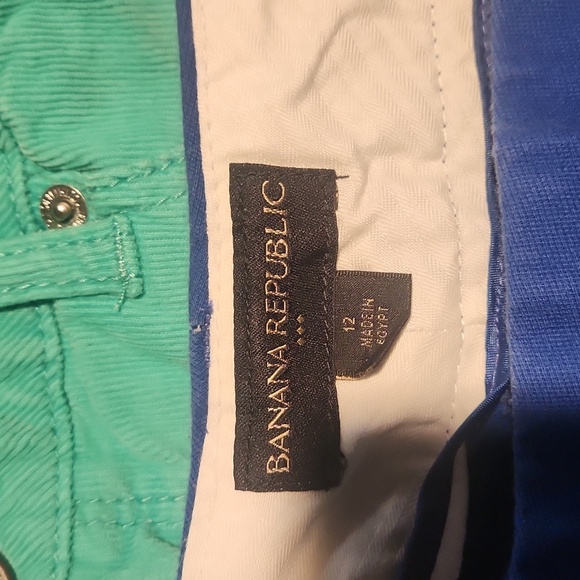 BANANA REPUBLIC
12
MADE IN
EGYPT